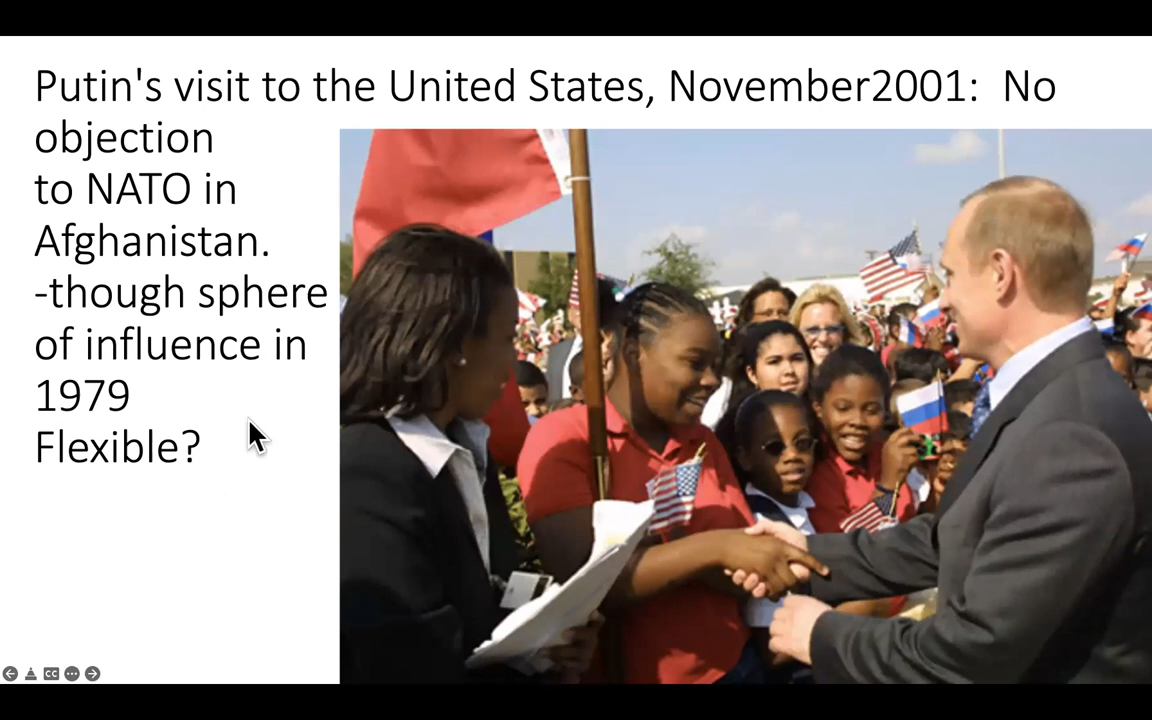 Putin's visit to the United States, November2001:  No
objection
to NATO in
Afghanistan.
-though sphere
of influence in
1979
Flexible?
CC